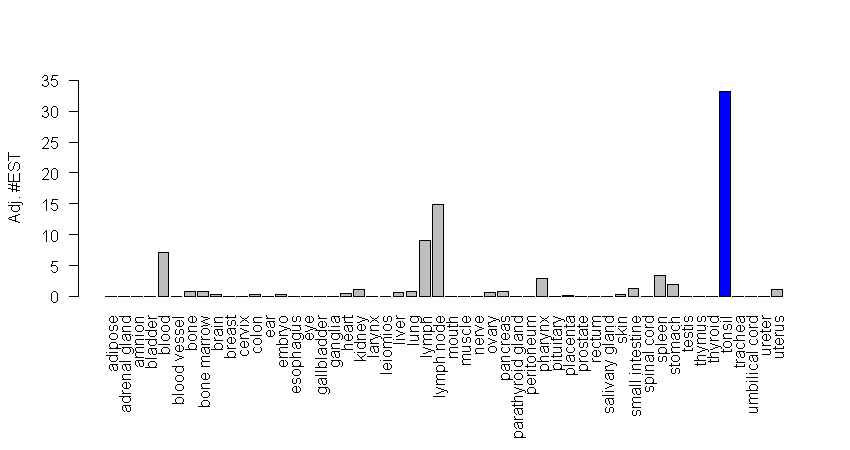 Adj. #EST
35
30
25
20
15
10
5
0
adipose
adrenal gland
amnion
bladder
blood
blood vessel
bone
bone marrow
brain
breast
cervix
colon
ear
embryo
esophagus
eye
gallbladder
ganglia
heart
kidney
larynx
leiomios
liver
lung
lymph
lymph node
mouth
muscle
nerve
ovary
pancreas
parathyroid gland
peritoneum
pharynx
pituitary
placenta
prostate
rectum
salivary gland
skin
small intestine
spinal cord
spleen
stomach
testis
thymus
thyroid
tonsil
trachea
umbilical cord
ureter
uterus